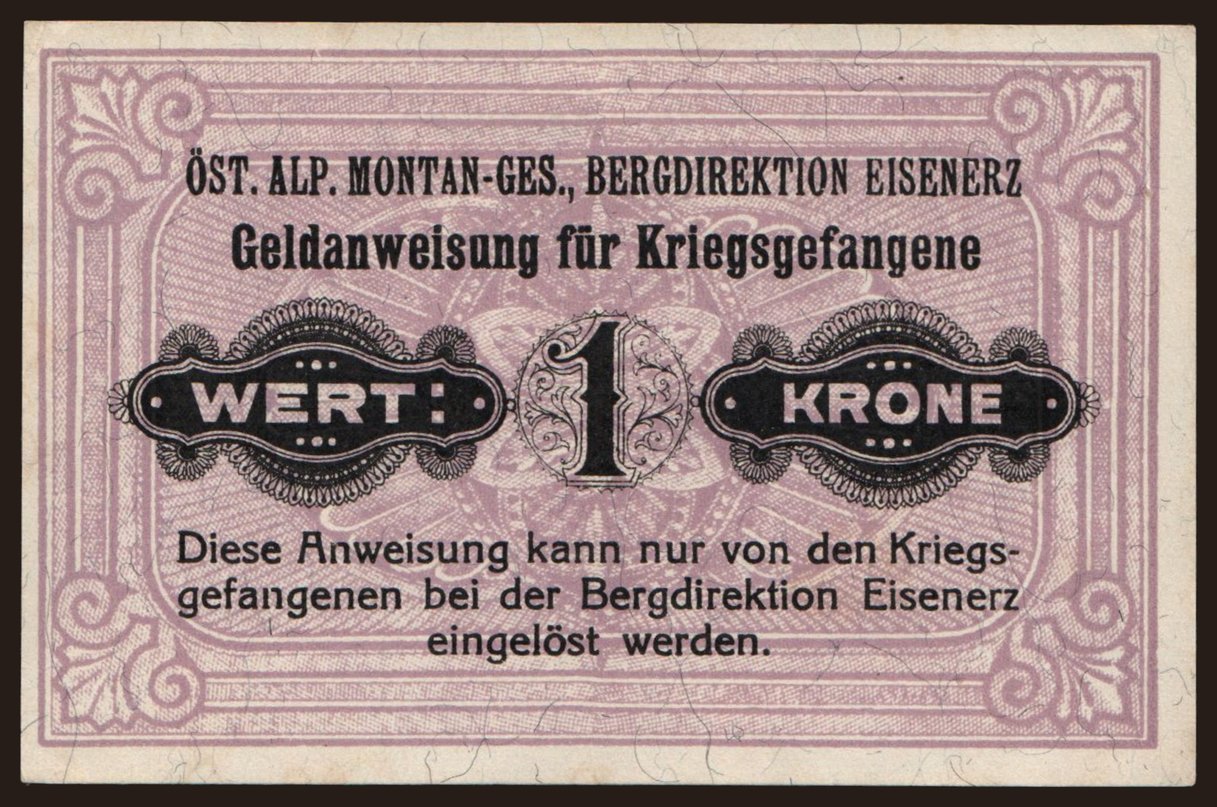 ÖST. ALP. MONTAN-GES., BERGDIREKTION EISENERZ
Geldanweisung für Kriegsgefangene
WERT: 1 KRONE
Diese Anweisung kann nur von den Kriegs-
gefangenen bei der Bergdirektion Eisenerz
eingelöst werden.